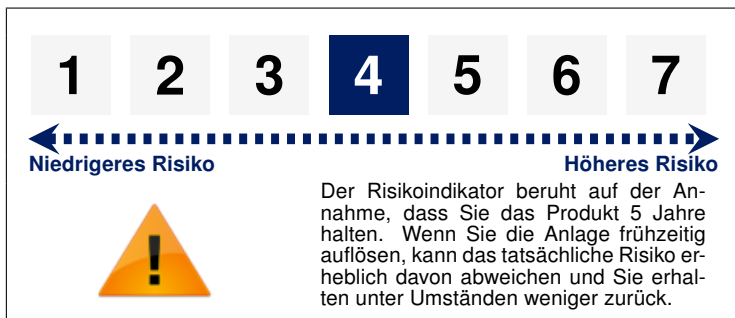 1 2 3 4 5 6 7
Niedrigeres Risiko Höheres Risiko
Der Risikoindikator beruht auf der An-
nahme, dass Sie das Produkt 5 Jahre
halten. Wenn Sie die Anlage frühzeitig
auflösen, kann das tatsächliche Risiko er-
heblich davon abweichen und Sie erhal-
ten unter Umständen weniger zurück.